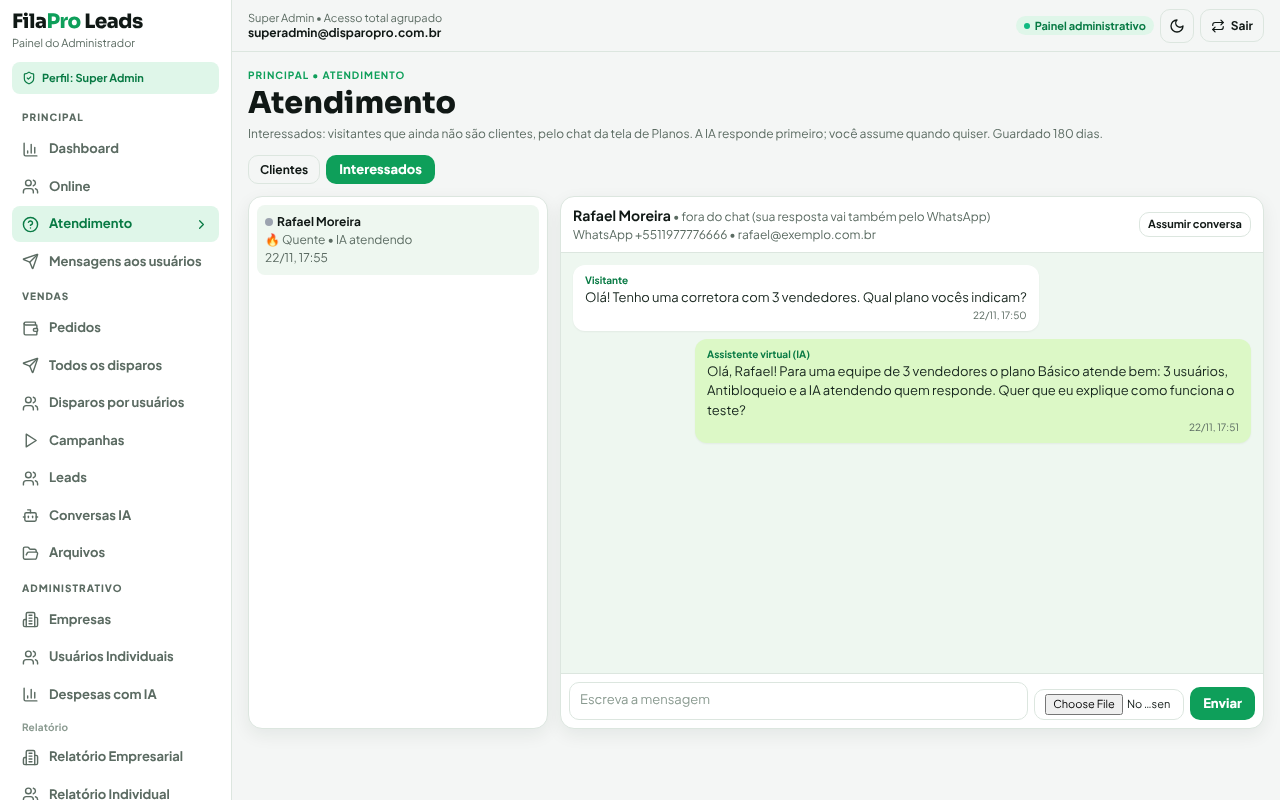 FilaPro Leads
Painel do Administrador
Perfil: Super Admin
PRINCIPAL
Dashboard
Online
Atendimento
Mensagens aos usuários
VENDAS
Pedidos
Todos os disparos
Disparos por usuários
Campanhas
Leads
Conversas IA
Arquivos
ADMINISTRATIVO
Empresas
Usuários Individuais
Despesas com IA
Relatório
Relatório Empresarial
Relatório Individual
Super Admin • Acesso total agrupado
superadmin@disparopro.com.br
Painel administrativo
Sair
PRINCIPAL • ATENDIMENTO
Atendimento
Interessados: visitantes que ainda não são clientes, pelo chat da tela de Planos. A IA responde primeiro; você assume quando quiser. Guardado 180 dias.
Clientes
Interessados
Rafael Moreira
🔥 Quente • IA atendendo
22/11, 17:55
Rafael Moreira • fora do chat (sua resposta vai também pelo WhatsApp)
WhatsApp +5511977776666 • rafael@exemplo.com.br
Assumir conversa
Visitante
Olá! Tenho uma corretora com 3 vendedores. Qual plano vocês indicam?
22/11, 17:50
Assistente virtual (IA)
Olá, Rafael! Para uma equipe de 3 vendedores o plano Básico atende bem: 3 usuários,
Antibloqueio e a IA atendendo quem responde. Quer que eu explique como funciona o
teste?
22/11, 17:51
Escreva a mensagem
Choose File
No …sen
Enviar